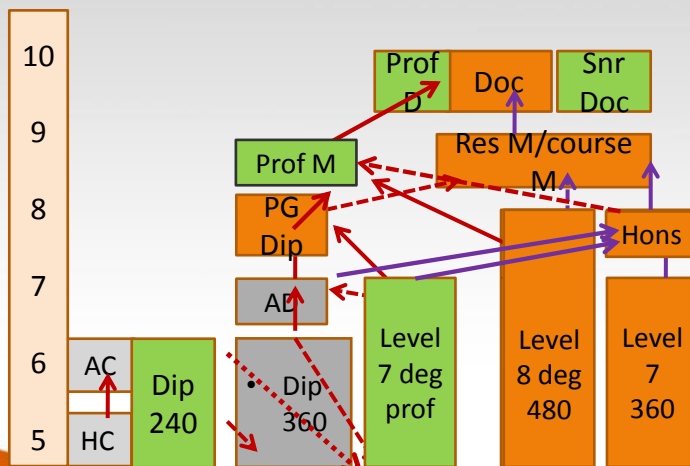 10
9
8
7
6
5
Prof
D
Doc
Snr
Doc
Res M/course
M
Prof M
PG
Dip
Hons
AD
AC
HC
Dip
240
Dip
360
Level
7 deg
prof
Level
8 deg
480
Level
7
360